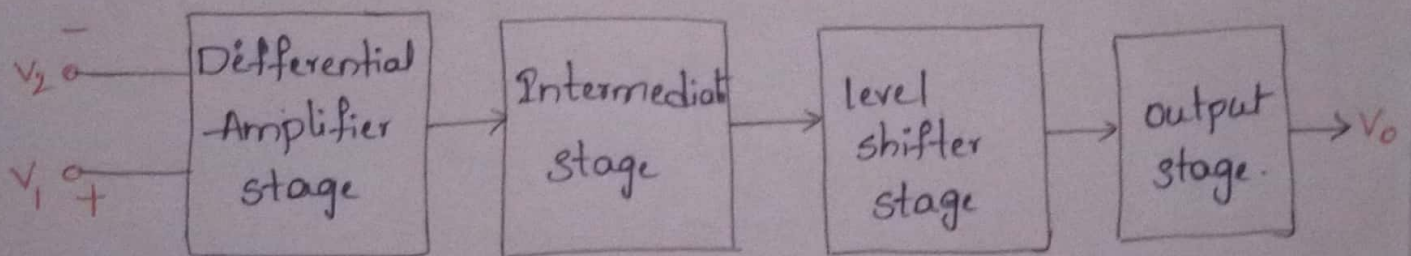 −
V2
V1
+
Differential
Amplifier
stage
Intermediat
stage
level
shifter
stage
output
stage.
Vo